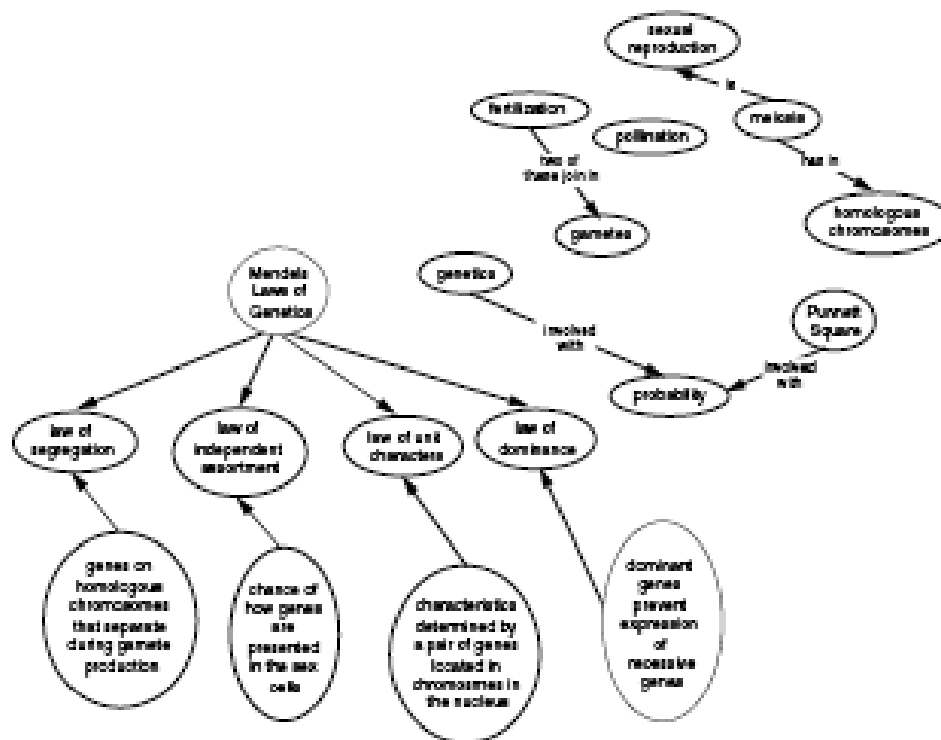 sexual
reproduction
is
fertilization
meiosis
pollination
has of
these join in
has in
homologous
chromosomes
gametes
Mendels
Laws of
Genetics
genetics
Punnett
Square
involved
with
involved
with
probability
law of
segregation
law of
independent
assortment
law of unit
characters
law of
dominance
genes on
homologous
chromosomes
that separate
during gamete
production
chance of
how genes
are
presented
in the sex
cells
characteristics
determined by
a pair of genes
located in
chromosmes in
the nucleus
dominant
genes
prevent
expression
of
recessive
genes